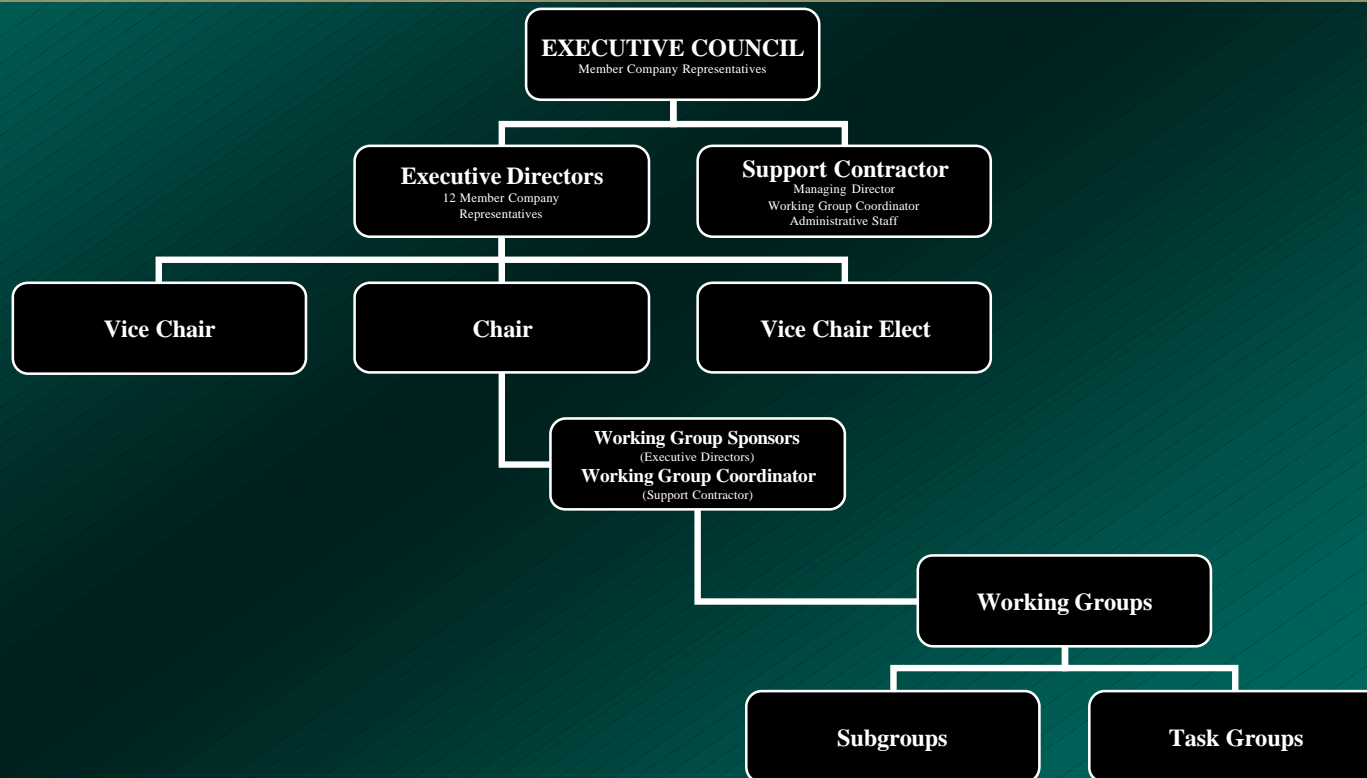 EXECUTIVE COUNCIL
Member Company Representatives
Executive Directors
12 Member Company
Representatives
Support Contractor
Managing Director
Working Group Coordinator
Administrative Staff
Vice Chair
Chair
Vice Chair Elect
Working Group Sponsors
(Executive Directors)
Working Group Coordinator
(Support Contractor)
Working Groups
Subgroups
Task Groups